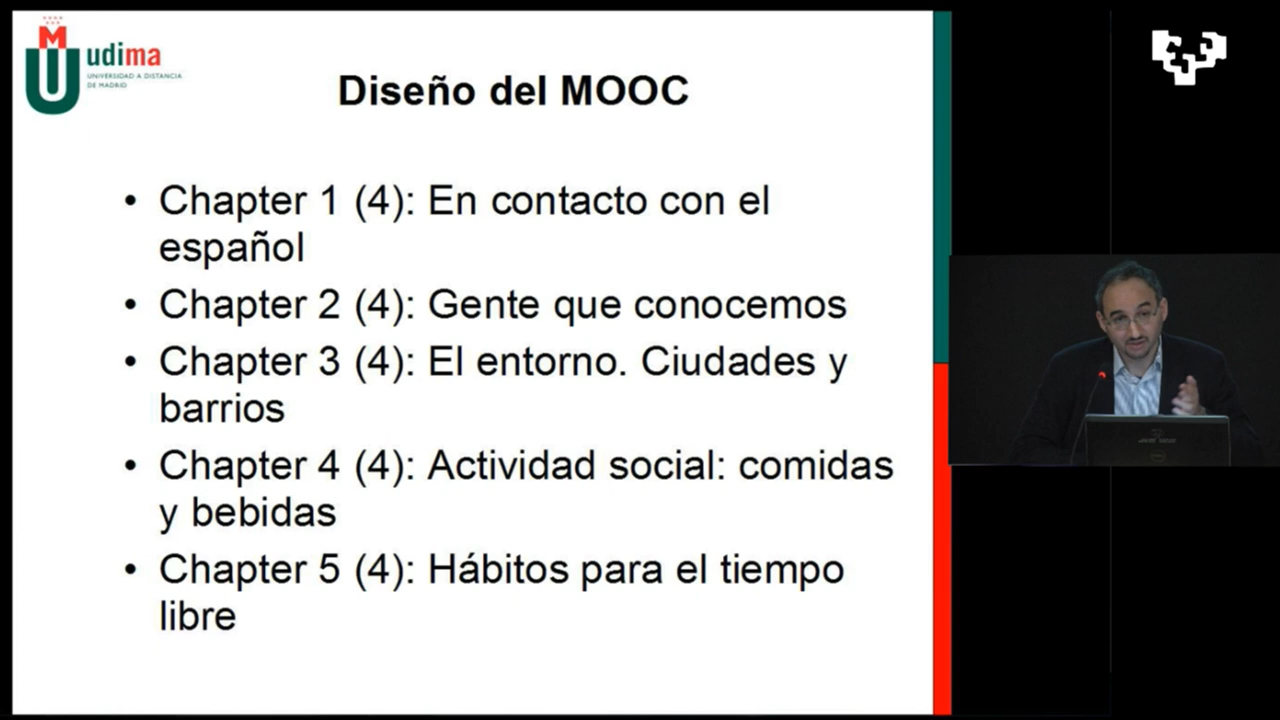 udima
UNIVERSIDAD A DISTANCIA
DE MADRID
Diseño del MOOC
• Chapter 1 (4): En contacto con el
español
• Chapter 2 (4): Gente que conocemos
• Chapter 3 (4): El entorno. Ciudades y
barrios
• Chapter 4 (4): Actividad social: comidas
y bebidas
• Chapter 5 (4): Hábitos para el tiempo
libre